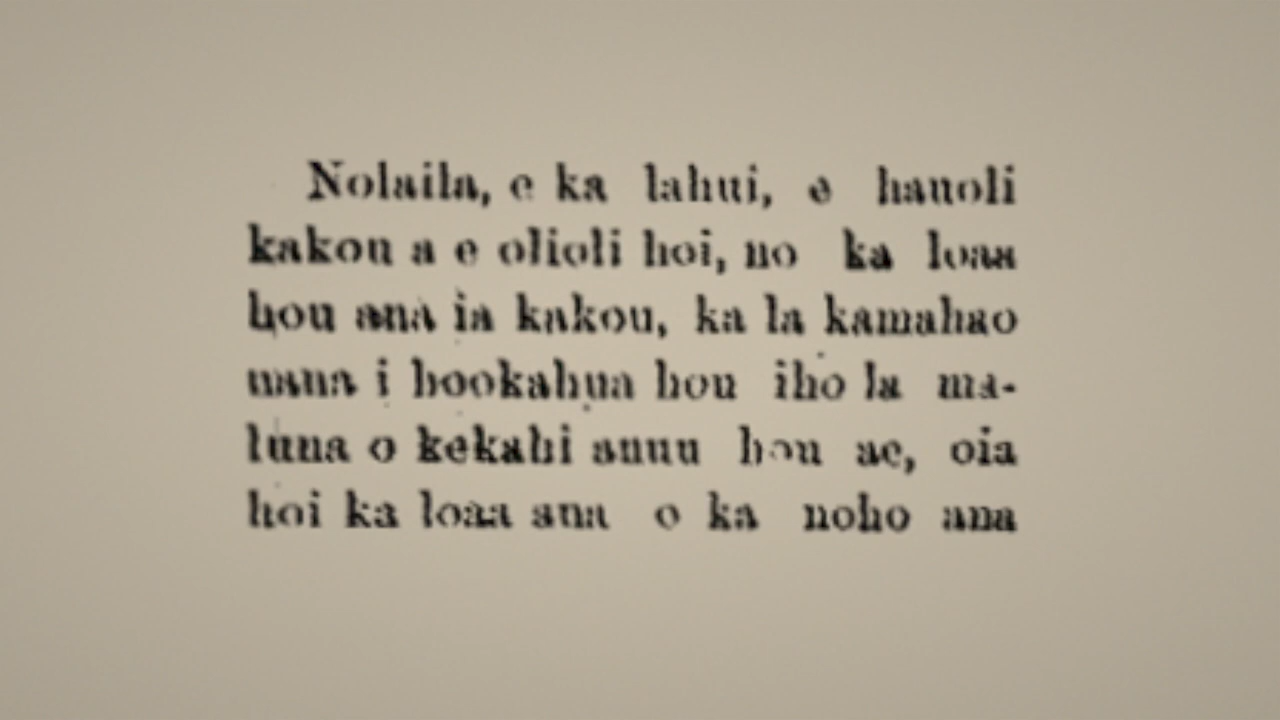 Nolaila, e ka lahui, e hauoli
kakou a e olioli hoi, no ka loaa
hou ana ia kakou, ka la kamahao
nana i hookahua hou iho la ma-
luna o kekahi anuu hou ae, oia
hoi ka loaa ana o ka noho ana